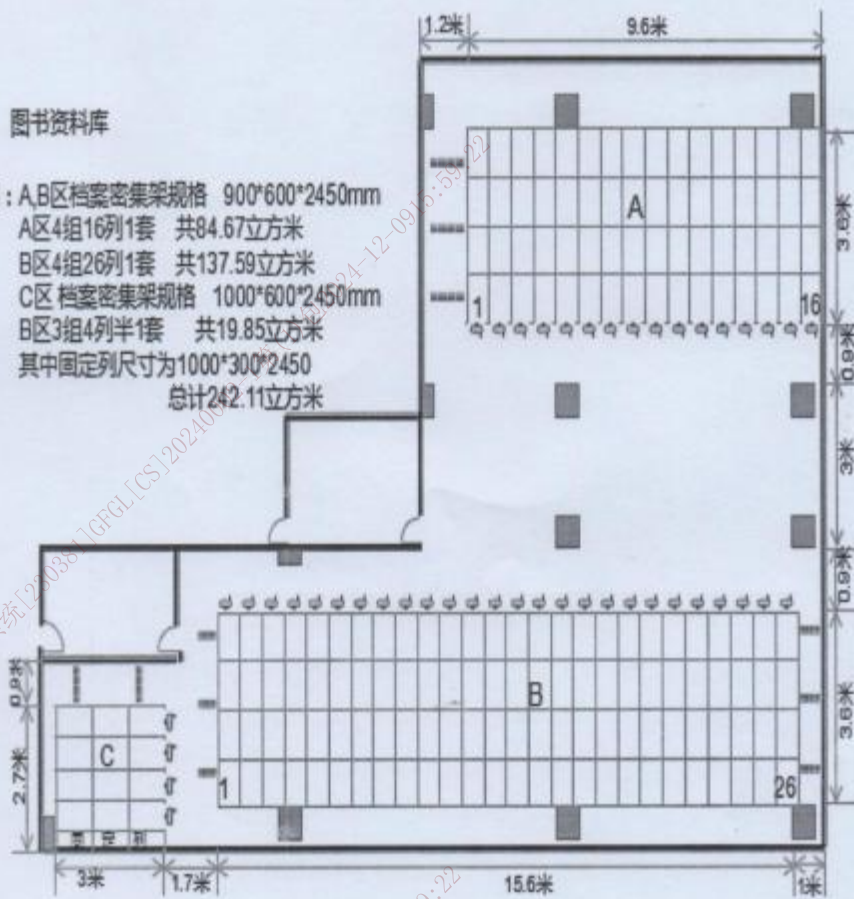 1.2米
9.6米
图书资料库
：A,B区档案密集架规格 900*600*2450mm
A区4组16列1套 共84.67立方米
B区4组26列1套 共137.59立方米
C区 档案密集架规格 1000*600*2450mm
B区3组4列半1套 共19.85立方米
其中固定列尺寸为1000*300*2450
总计242.11立方米
A
3.6米
1
16
0.9米
3米
0.9米
0.9米
B
3.6米
C
2.7米
1
26
固 定 列
3米
1.7米
15.6米
1米